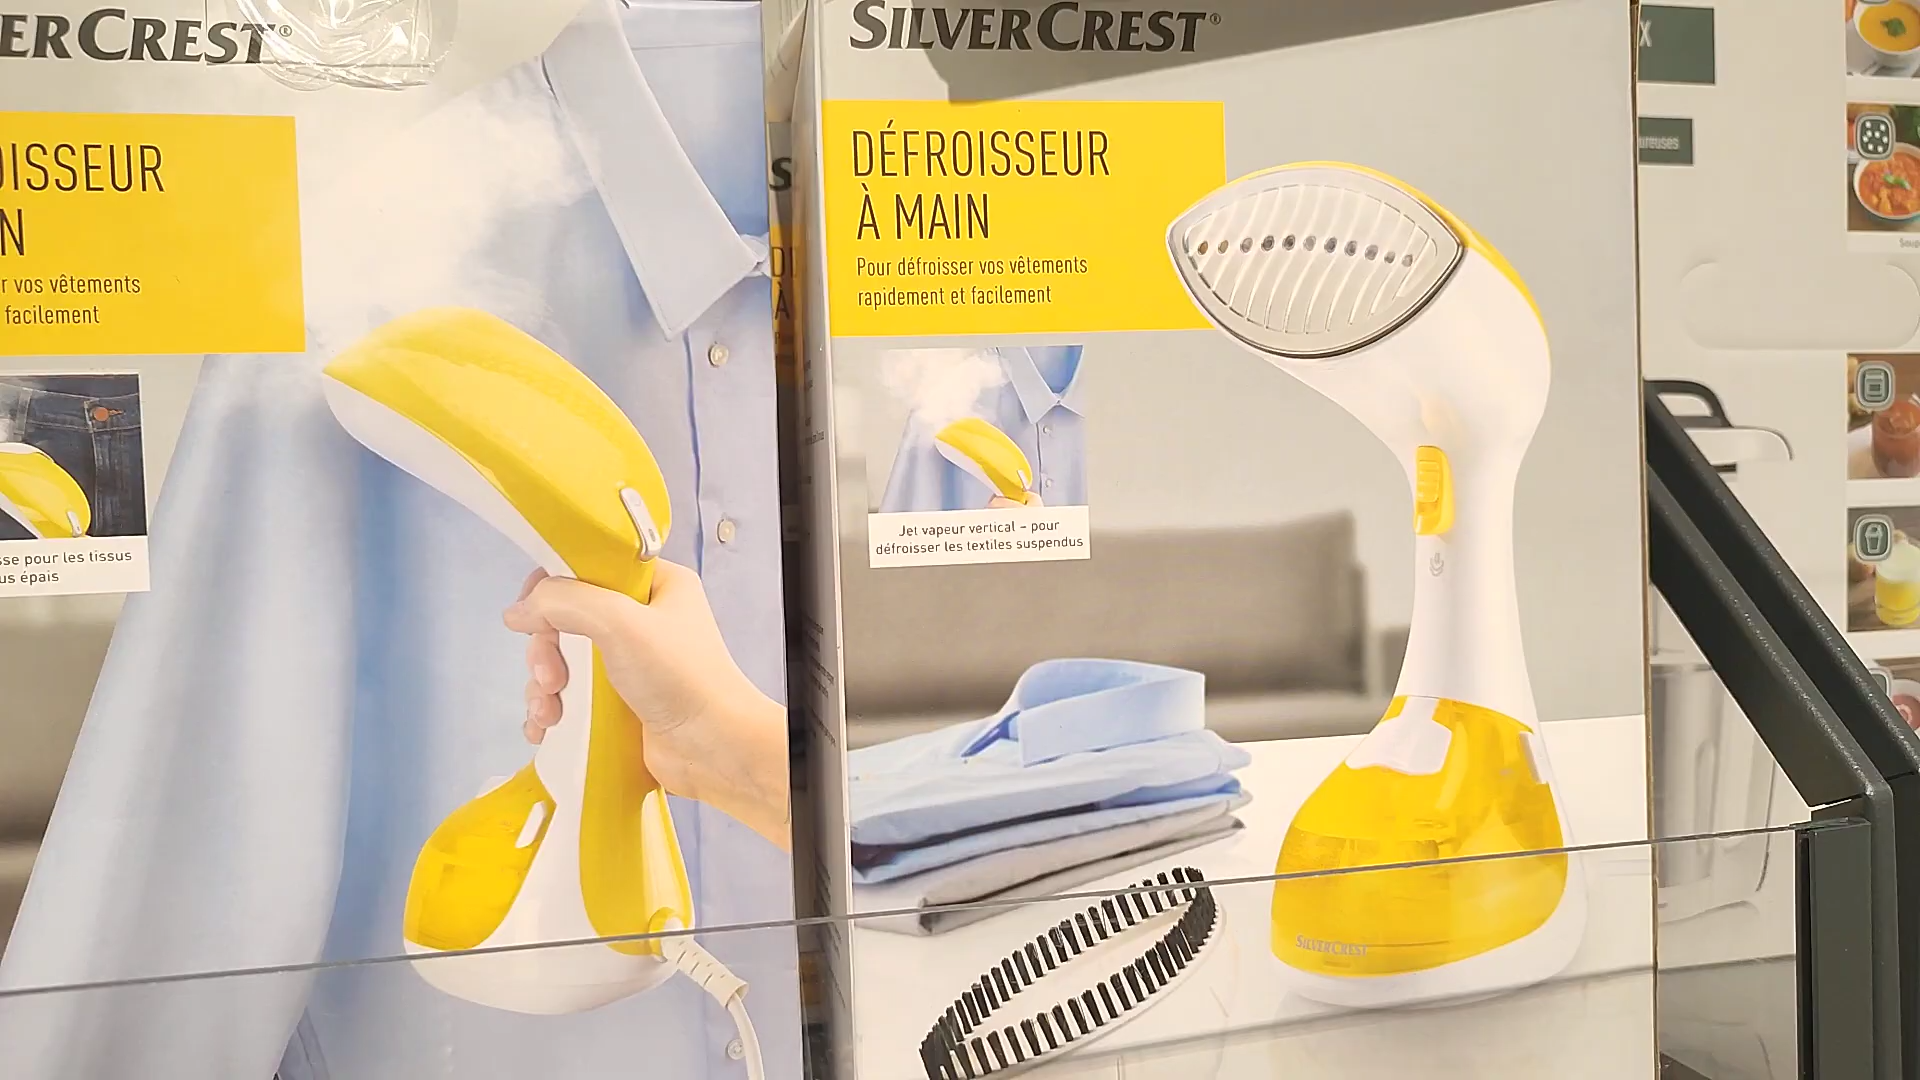 ERCREST®
OISSEUR
N
r vos vêtements
facilement
sse pour les tissus
us épais
SILVERCREST®
DÉFROISSEUR
À MAIN
Pour défroisser vos vêtements
rapidement et facilement
Jet vapeur vertical – pour
défroisser les textiles suspendus
SILVERCREST
S
DÉ
À
X